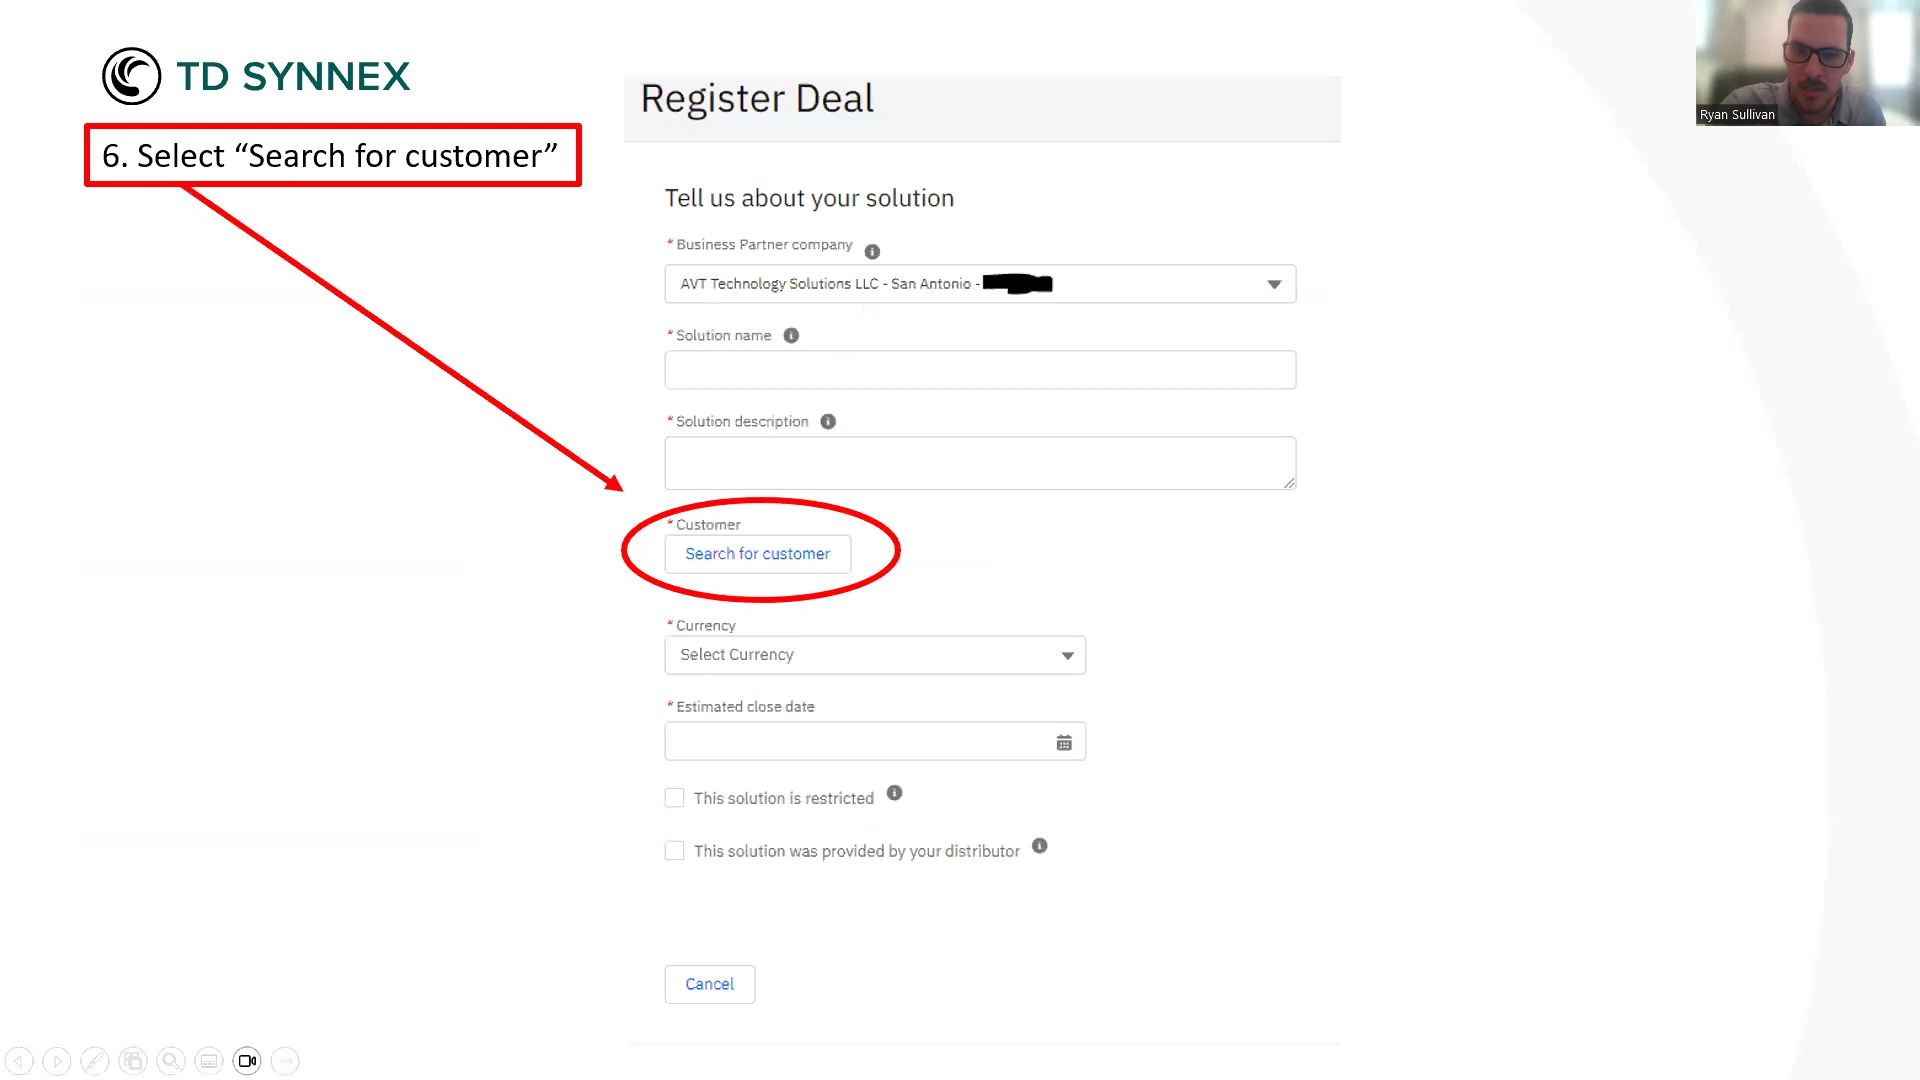 TD SYNNEX
6. Select “Search for customer”
Register Deal
Ryan Sullivan
Tell us about your solution
* Business Partner company
AVT Technology Solutions LLC - San Antonio -
* Solution name
* Solution description
* Customer
Search for customer
* Currency
Select Currency
* Estimated close date
This solution is restricted
This solution was provided by your distributor
Cancel